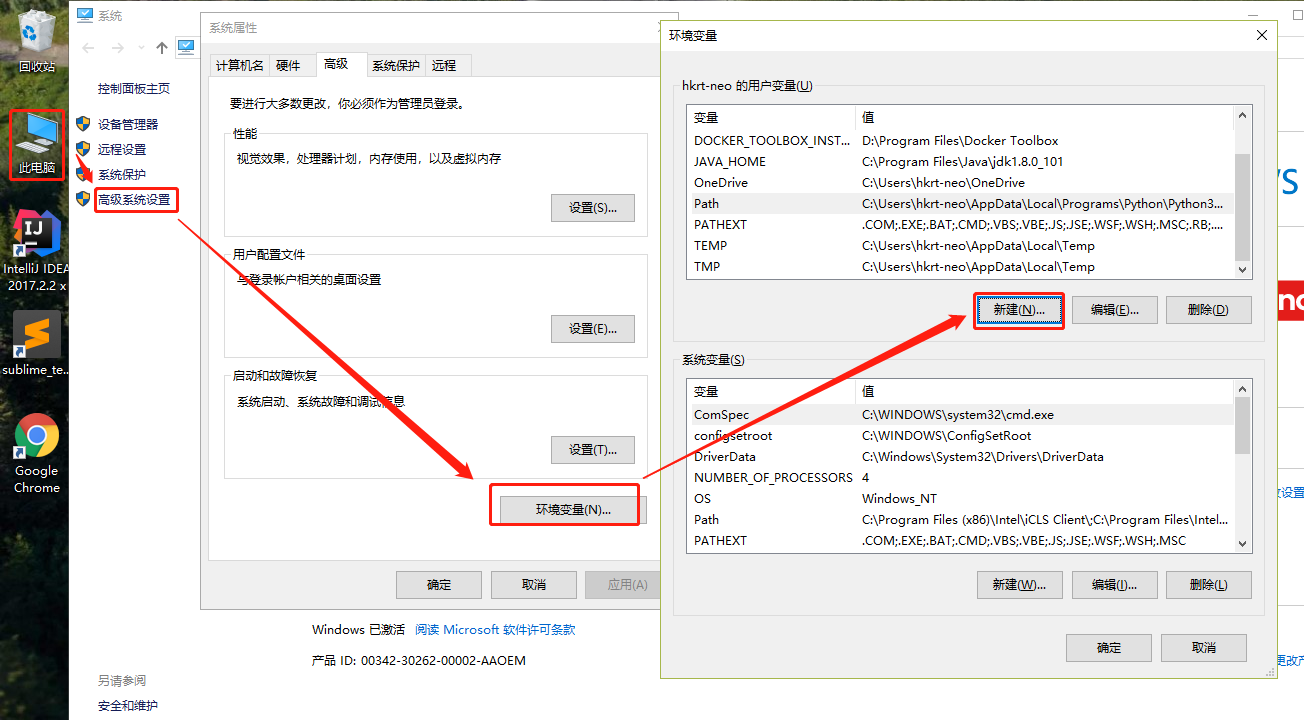 回收站
此电脑
IntelliJ IDEA
2017.2.2 x
sublime_te...
Google
Chrome
系统
控制面板主页
设备管理器
远程设置
系统保护
高级系统设置
另请参阅
安全和维护
系统属性
计算机名 硬件 高级 系统保护 远程
要进行大多数更改，你必须作为管理员登录。
性能
视觉效果，处理器计划，内存使用，以及虚拟内存
设置(S)...
用户配置文件
与登录帐户相关的桌面设置
设置(E)...
启动和故障恢复
系统启动、系统故障和调试信息
设置(T)...
环境变量(N)...
确定 取消 应用(A)
Windows 已激活 阅读 Microsoft 软件许可条款
产品 ID: 00342-30262-00002-AAOEM
环境变量
hkrt-neo 的用户变量(U)
变量 值
DOCKER_TOOLBOX_INST... D:\Program Files\Docker Toolbox
JAVA_HOME C:\Program Files\Java\jdk1.8.0_101
OneDrive C:\Users\hkrt-neo\OneDrive
Path C:\Users\hkrt-neo\AppData\Local\Programs\Python\Python3...
PATHEXT .COM;.EXE;.BAT;.CMD;.VBS;.VBE;.JS;.JSE;.WSF;.WSH;.MSC;.RB;....
TEMP C:\Users\hkrt-neo\AppData\Local\Temp
TMP C:\Users\hkrt-neo\AppData\Local\Temp
新建(N)... 编辑(E)... 删除(D)
系统变量(S)
变量 值
ComSpec C:\WINDOWS\system32\cmd.exe
configsetroot C:\WINDOWS\ConfigSetRoot
DriverData C:\Windows\System32\Drivers\DriverData
NUMBER_OF_PROCESSORS 4
OS Windows_NT
Path C:\Program Files (x86)\Intel\iCLS Client\;C:\Program Files\Intel...
PATHEXT .COM;.EXE;.BAT;.CMD;.VBS;.VBE;.JS;.JSE;.WSF;.WSH;.MSC
新建(W)... 编辑(I)... 删除(L)
确定 取消